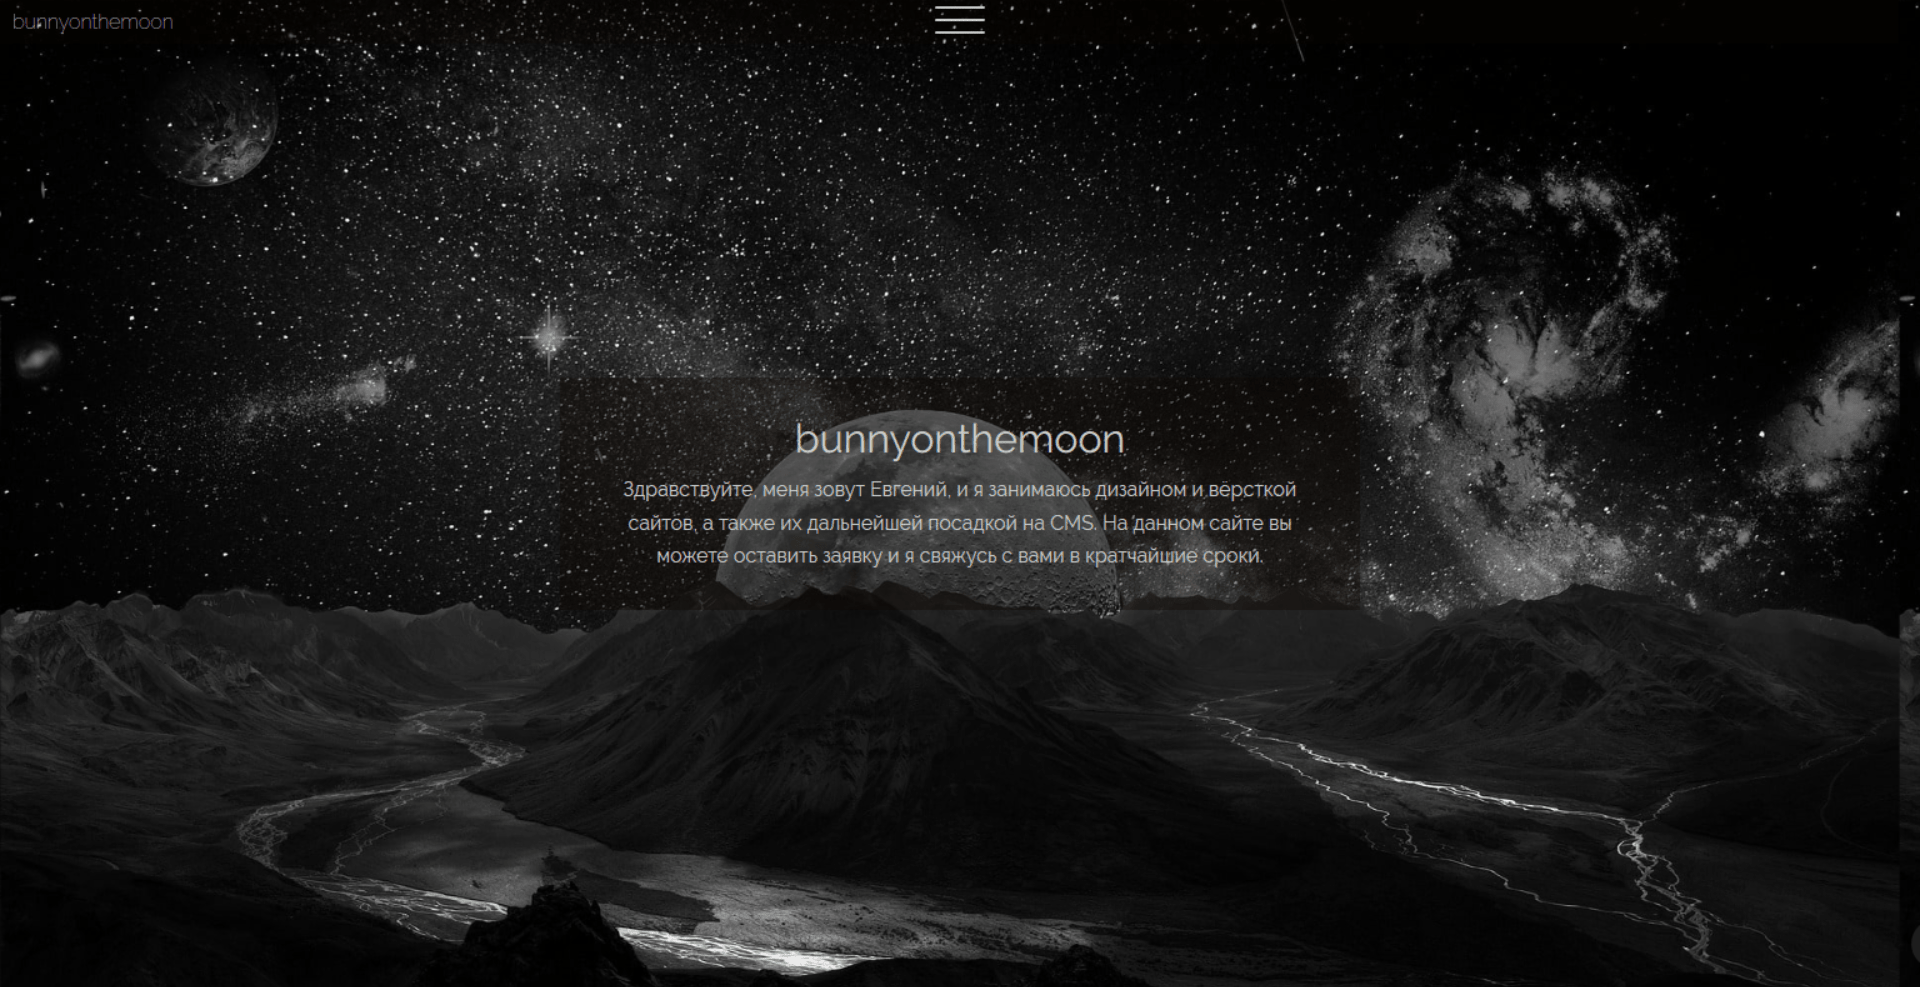 bunnyonthemoon
bunnyonthemoon
Здравствуйте, меня зовут Евгений, и я занимаюсь дизайном и вёрсткой
сайтов, а также их дальнейшей посадкой на CMS. На данном сайте вы
можете оставить заявку и я свяжусь с вами в кратчайшие сроки.